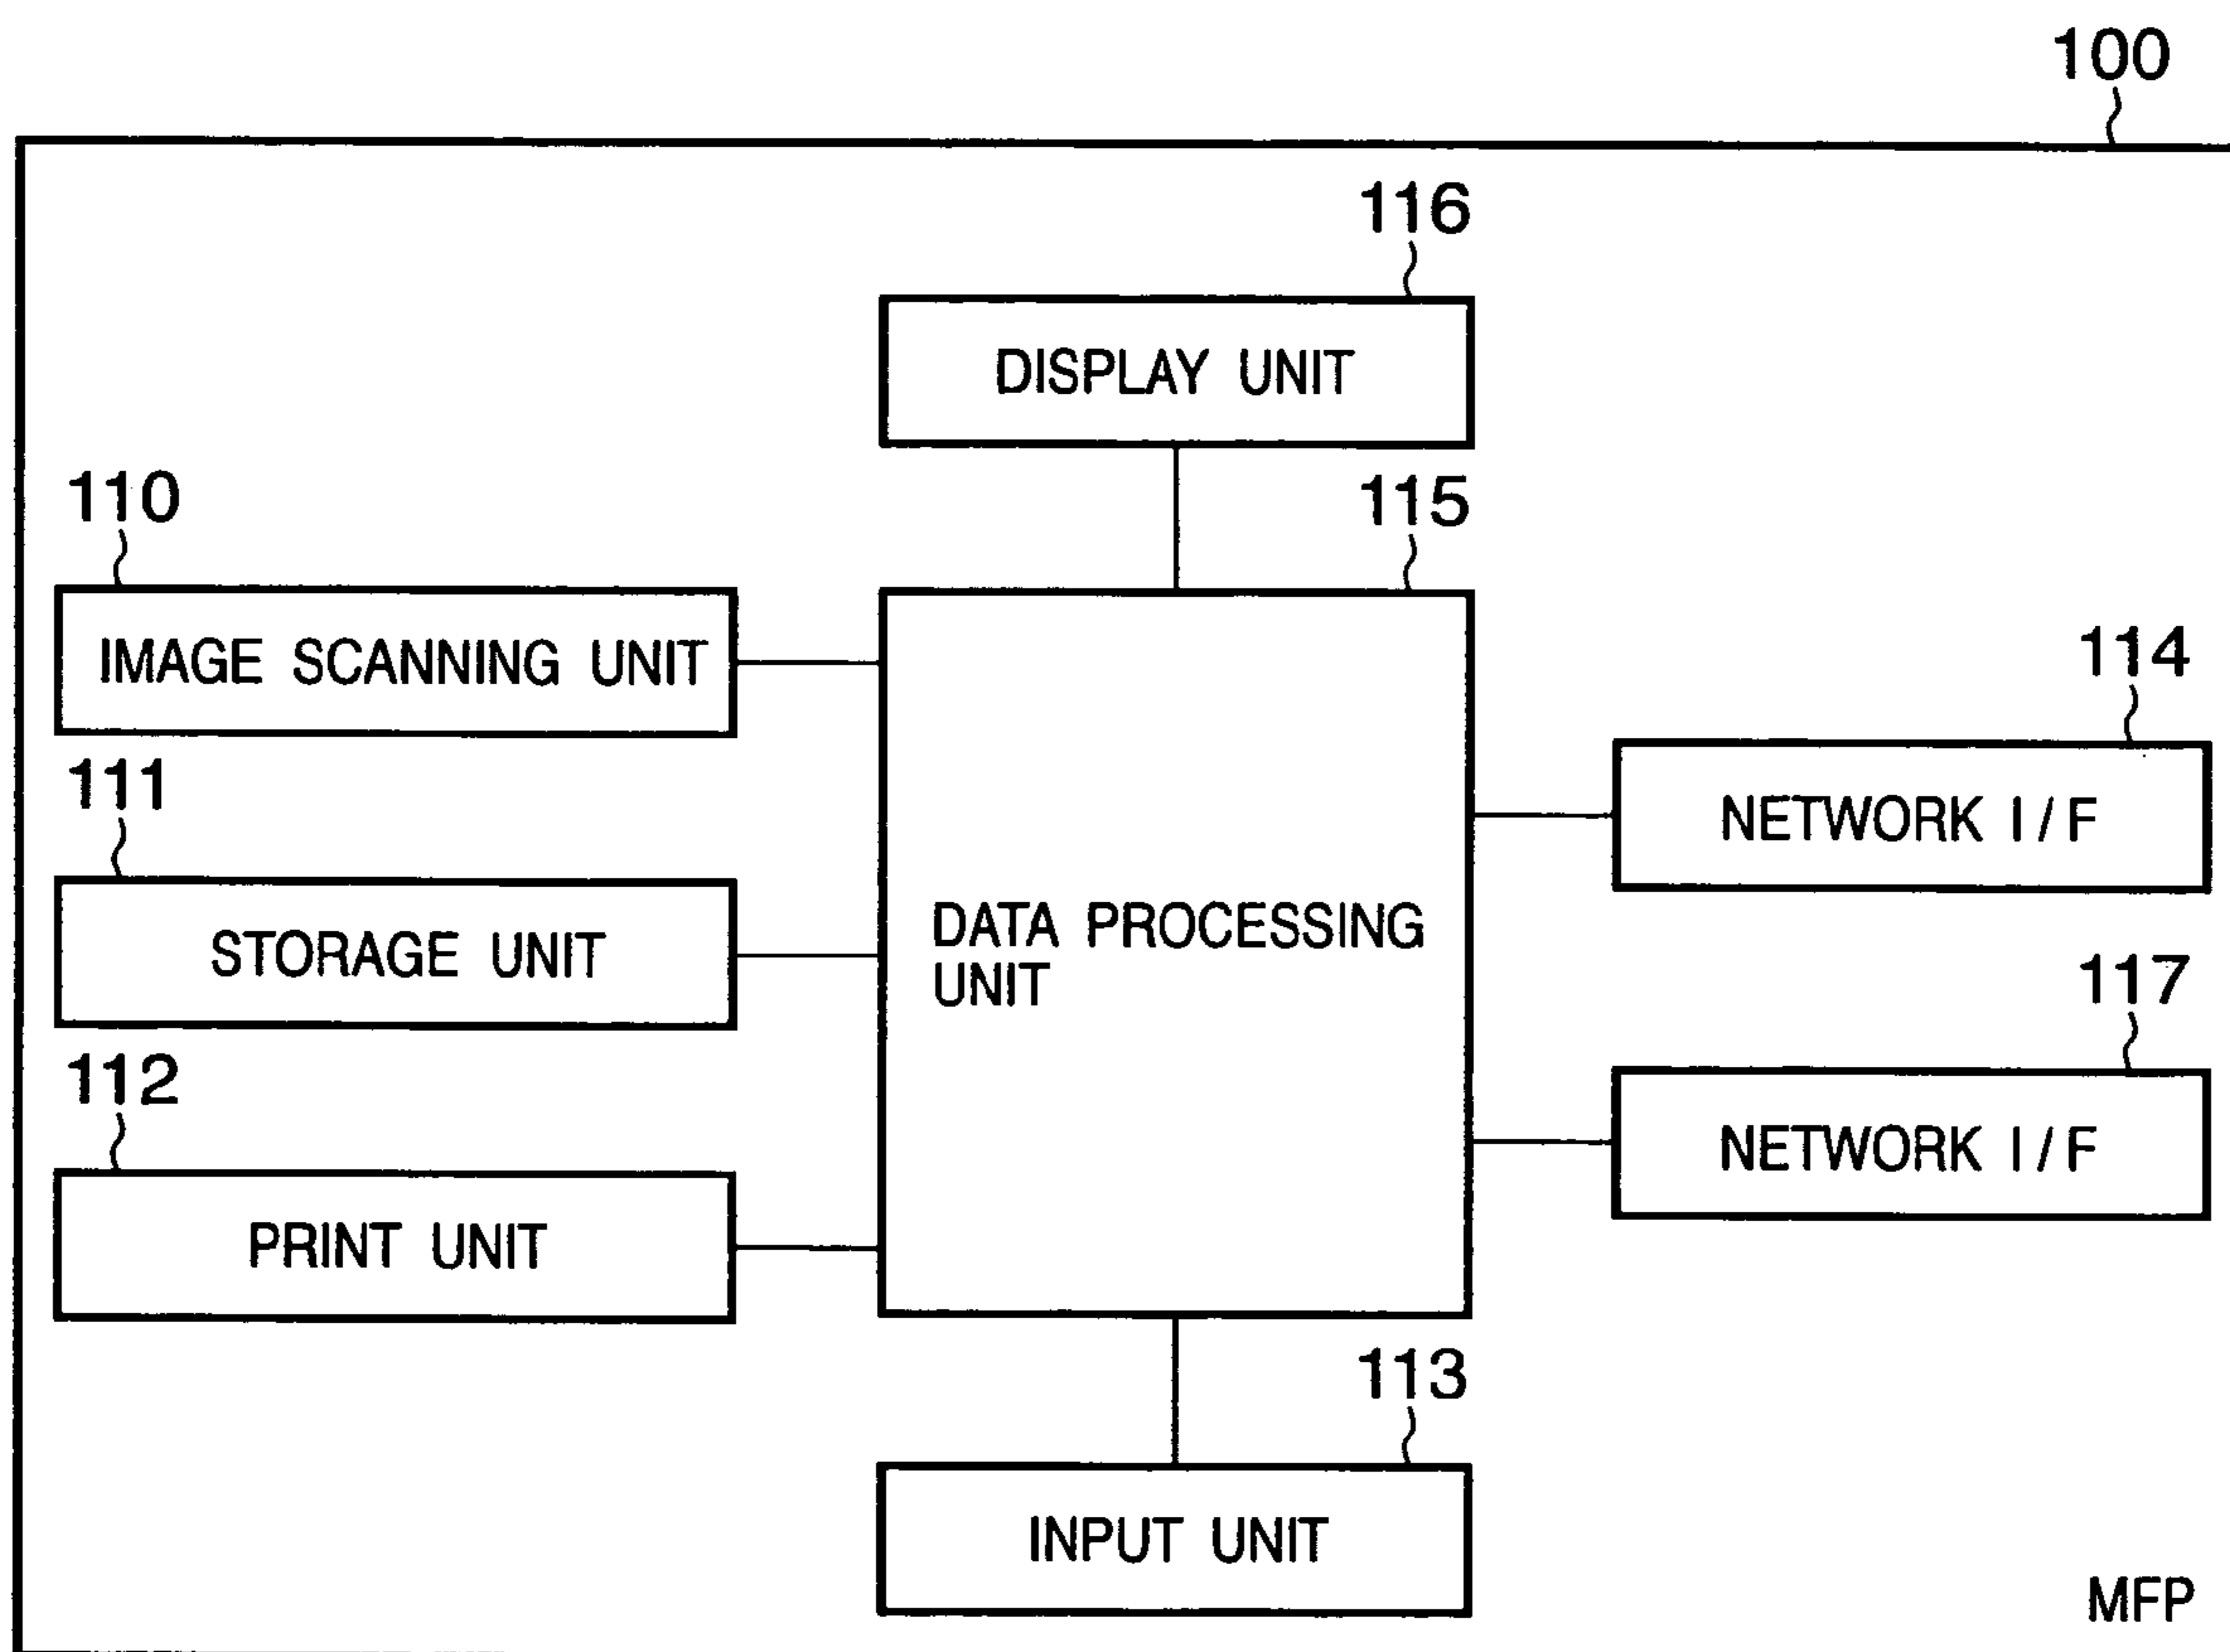 100
116
DISPLAY UNIT
110
115
IMAGE SCANNING UNIT
114
111
NETWORK I/F
STORAGE UNIT
DATA PROCESSING
UNIT
117
112
NETWORK I/F
PRINT UNIT
113
INPUT UNIT
MFP